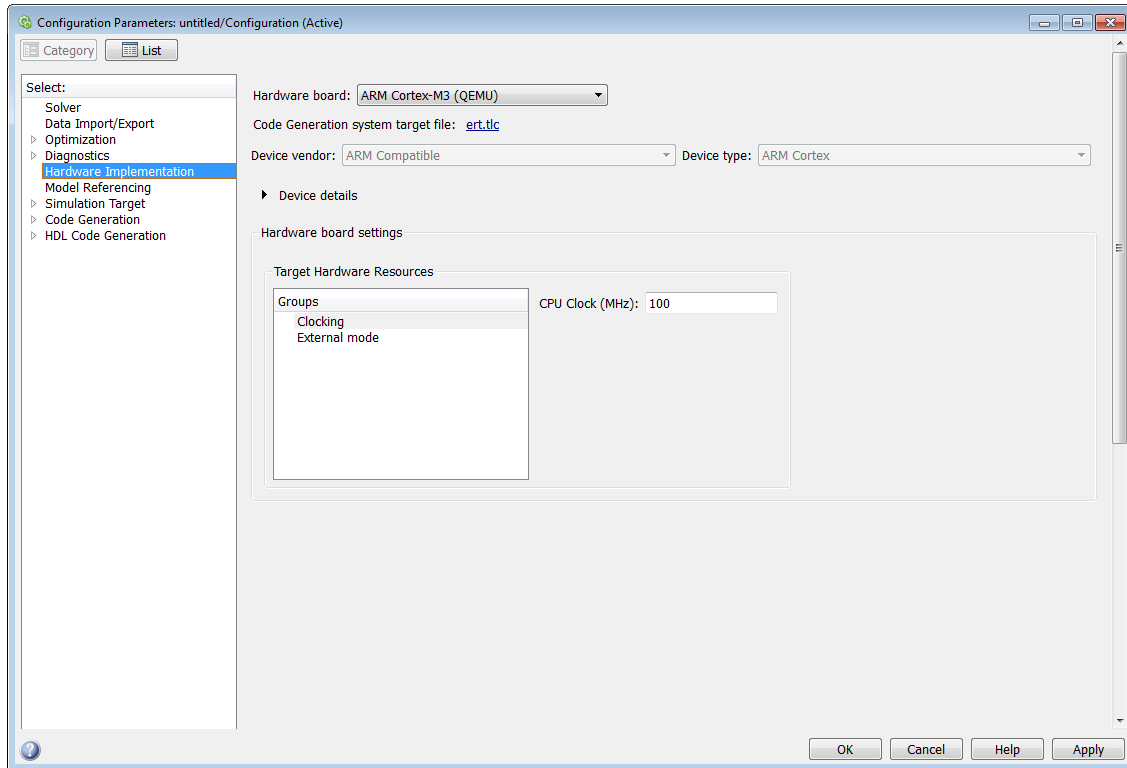 Configuration Parameters: untitled/Configuration (Active)
Category
List
Select:
Solver
Data Import/Export
Optimization
Diagnostics
Hardware Implementation
Model Referencing
Simulation Target
Code Generation
HDL Code Generation
Hardware board: ARM Cortex-M3 (QEMU)
Code Generation system target file: ert.tlc
Device vendor: ARM Compatible Device type: ARM Cortex
Device details
Hardware board settings
Target Hardware Resources
Groups
Clocking
External mode
CPU Clock (MHz): 100
OK Cancel Help Apply